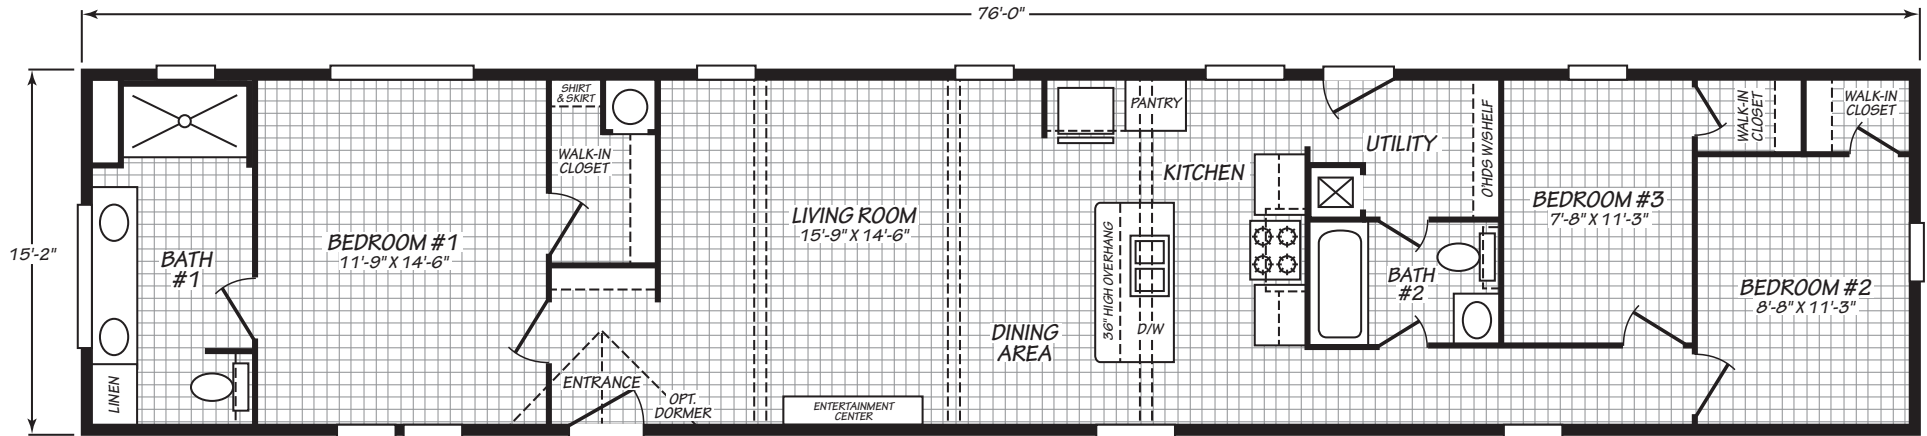 76'-0"
15'-2"
BATH
#1
LINEN
BEDROOM #1
11'-9" X 14'-6"
SHIRT
& SKIRT
WALK-IN
CLOSET
ENTRANCE
OPT.
DORMER
LIVING ROOM
15'-9" X 14'-6"
ENTERTAINMENT
CENTER
DINING
AREA
PANTRY
KITCHEN
36" HIGH OVERHANG
D/W
UTILITY
O'HDS W/SHELF
BATH
#2
BEDROOM #3
7'-8" X 11'-3"
WALK-IN
CLOSET
WALK-IN
CLOSET
BEDROOM #2
8'-8" X 11'-3"